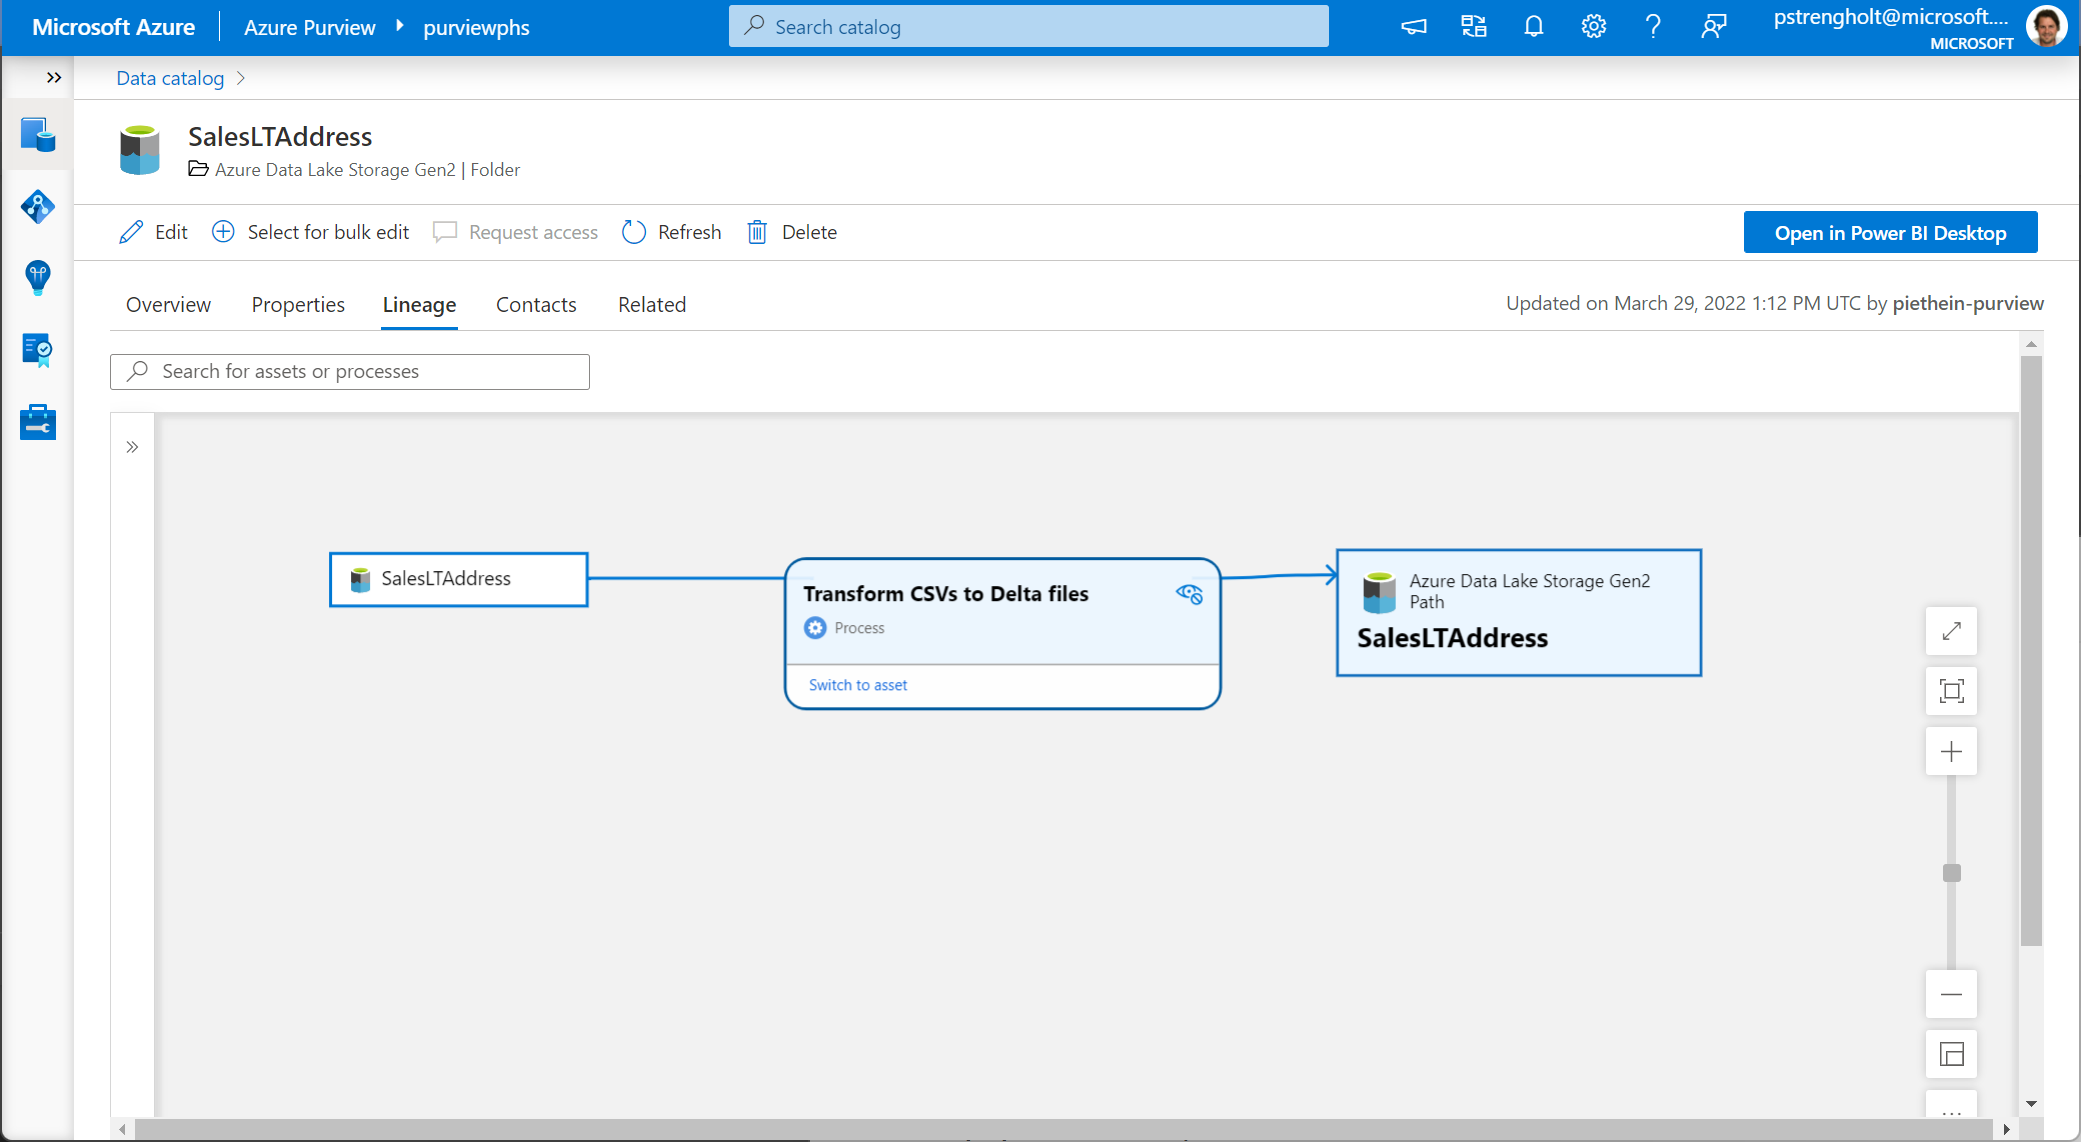 Microsoft Azure
Azure Purview
purviewphs
Search catalog
pstrengholt@microsoft....
MICROSOFT
Data catalog
SalesLTAddress
Azure Data Lake Storage Gen2 | Folder
Edit
Select for bulk edit
Request access
Refresh
Delete
Open in Power BI Desktop
Overview
Properties
Lineage
Contacts
Related
Updated on March 29, 2022 1:12 PM UTC by piethein-purview
Search for assets or processes
SalesLTAddress
Transform CSVs to Delta files
Process
Switch to asset
Azure Data Lake Storage Gen2
Path
SalesLTAddress